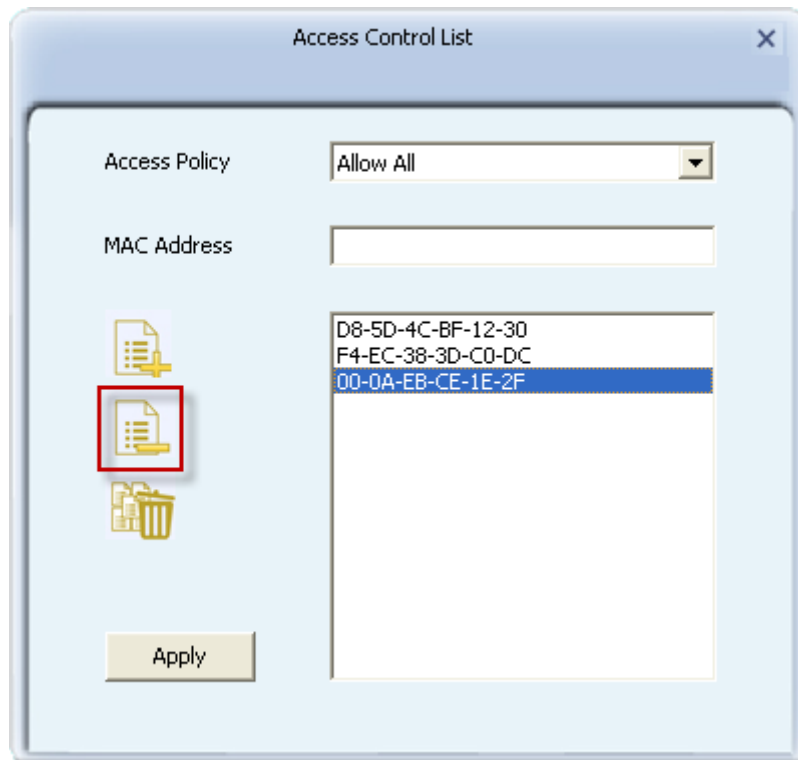 Access Control List
Access Policy
Allow All
MAC Address
D8-5D-4C-BF-12-30
F4-EC-38-3D-C0-DC
00-0A-EB-CE-1E-2F
Apply